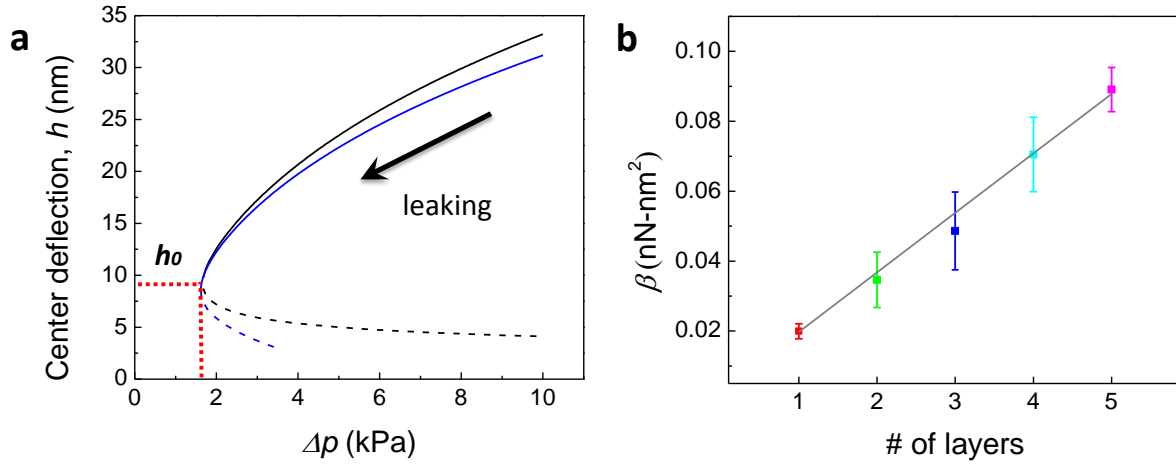 a
35
30
25
20
15
10
5
0
Center deflection, h (nm)
h0
leaking
0 2 4 6 8 10
Δp (kPa)
b
0.10
0.08
0.06
0.04
0.02
β (nN-nm²)
1 2 3 4 5
# of layers